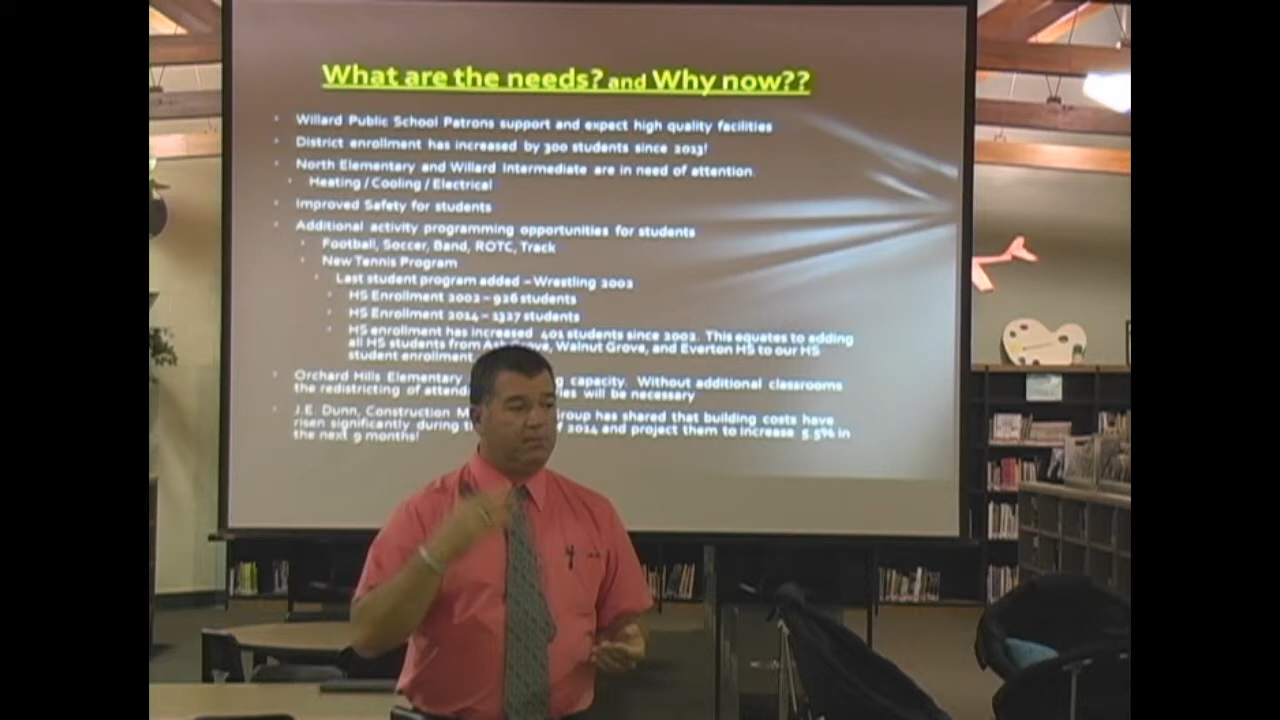 What are the needs? and Why now??
Willard Public School Patrons support and expect high quality facilities
District enrollment has increased by 300 students since 2013!
North Elementary and Willard Intermediate are in need of attention.
Heating / Cooling / Electrical
Improved Safety for students
Additional activity programming opportunities for students
Football, Soccer, Band, ROTC, Track
New Tennis Program
Last student program added – Wrestling 2002
HS Enrollment 2002 – 926 students
HS Enrollment 2014 – 1327 students
HS enrollment has increased 401 students since 2002. This equates to adding
all HS students from Ash Grove, Walnut Grove, and Everton HS to our HS
student enrollment
Orchard Hills Elementary capacity. Without additional classrooms
the redistricting of will be necessary
J.E. Dunn, Construction Group has shared that building costs have
risen significantly during of 2014 and project them to increase 5.5% in
the next 9 months!